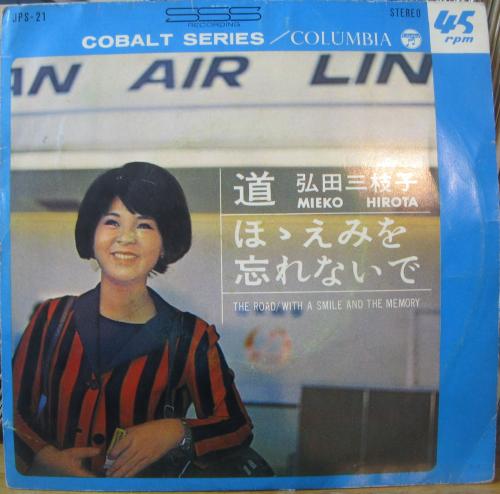 JPS-21
SSS
RECORDING
STEREO
45
rpm
COBALT SERIES / COLUMBIA
AN AIR LIN
道 弘田三枝子
MIEKO HIROTA
ほゝえみを
忘れないで
THE ROAD/WITH A SMILE AND THE MEMORY